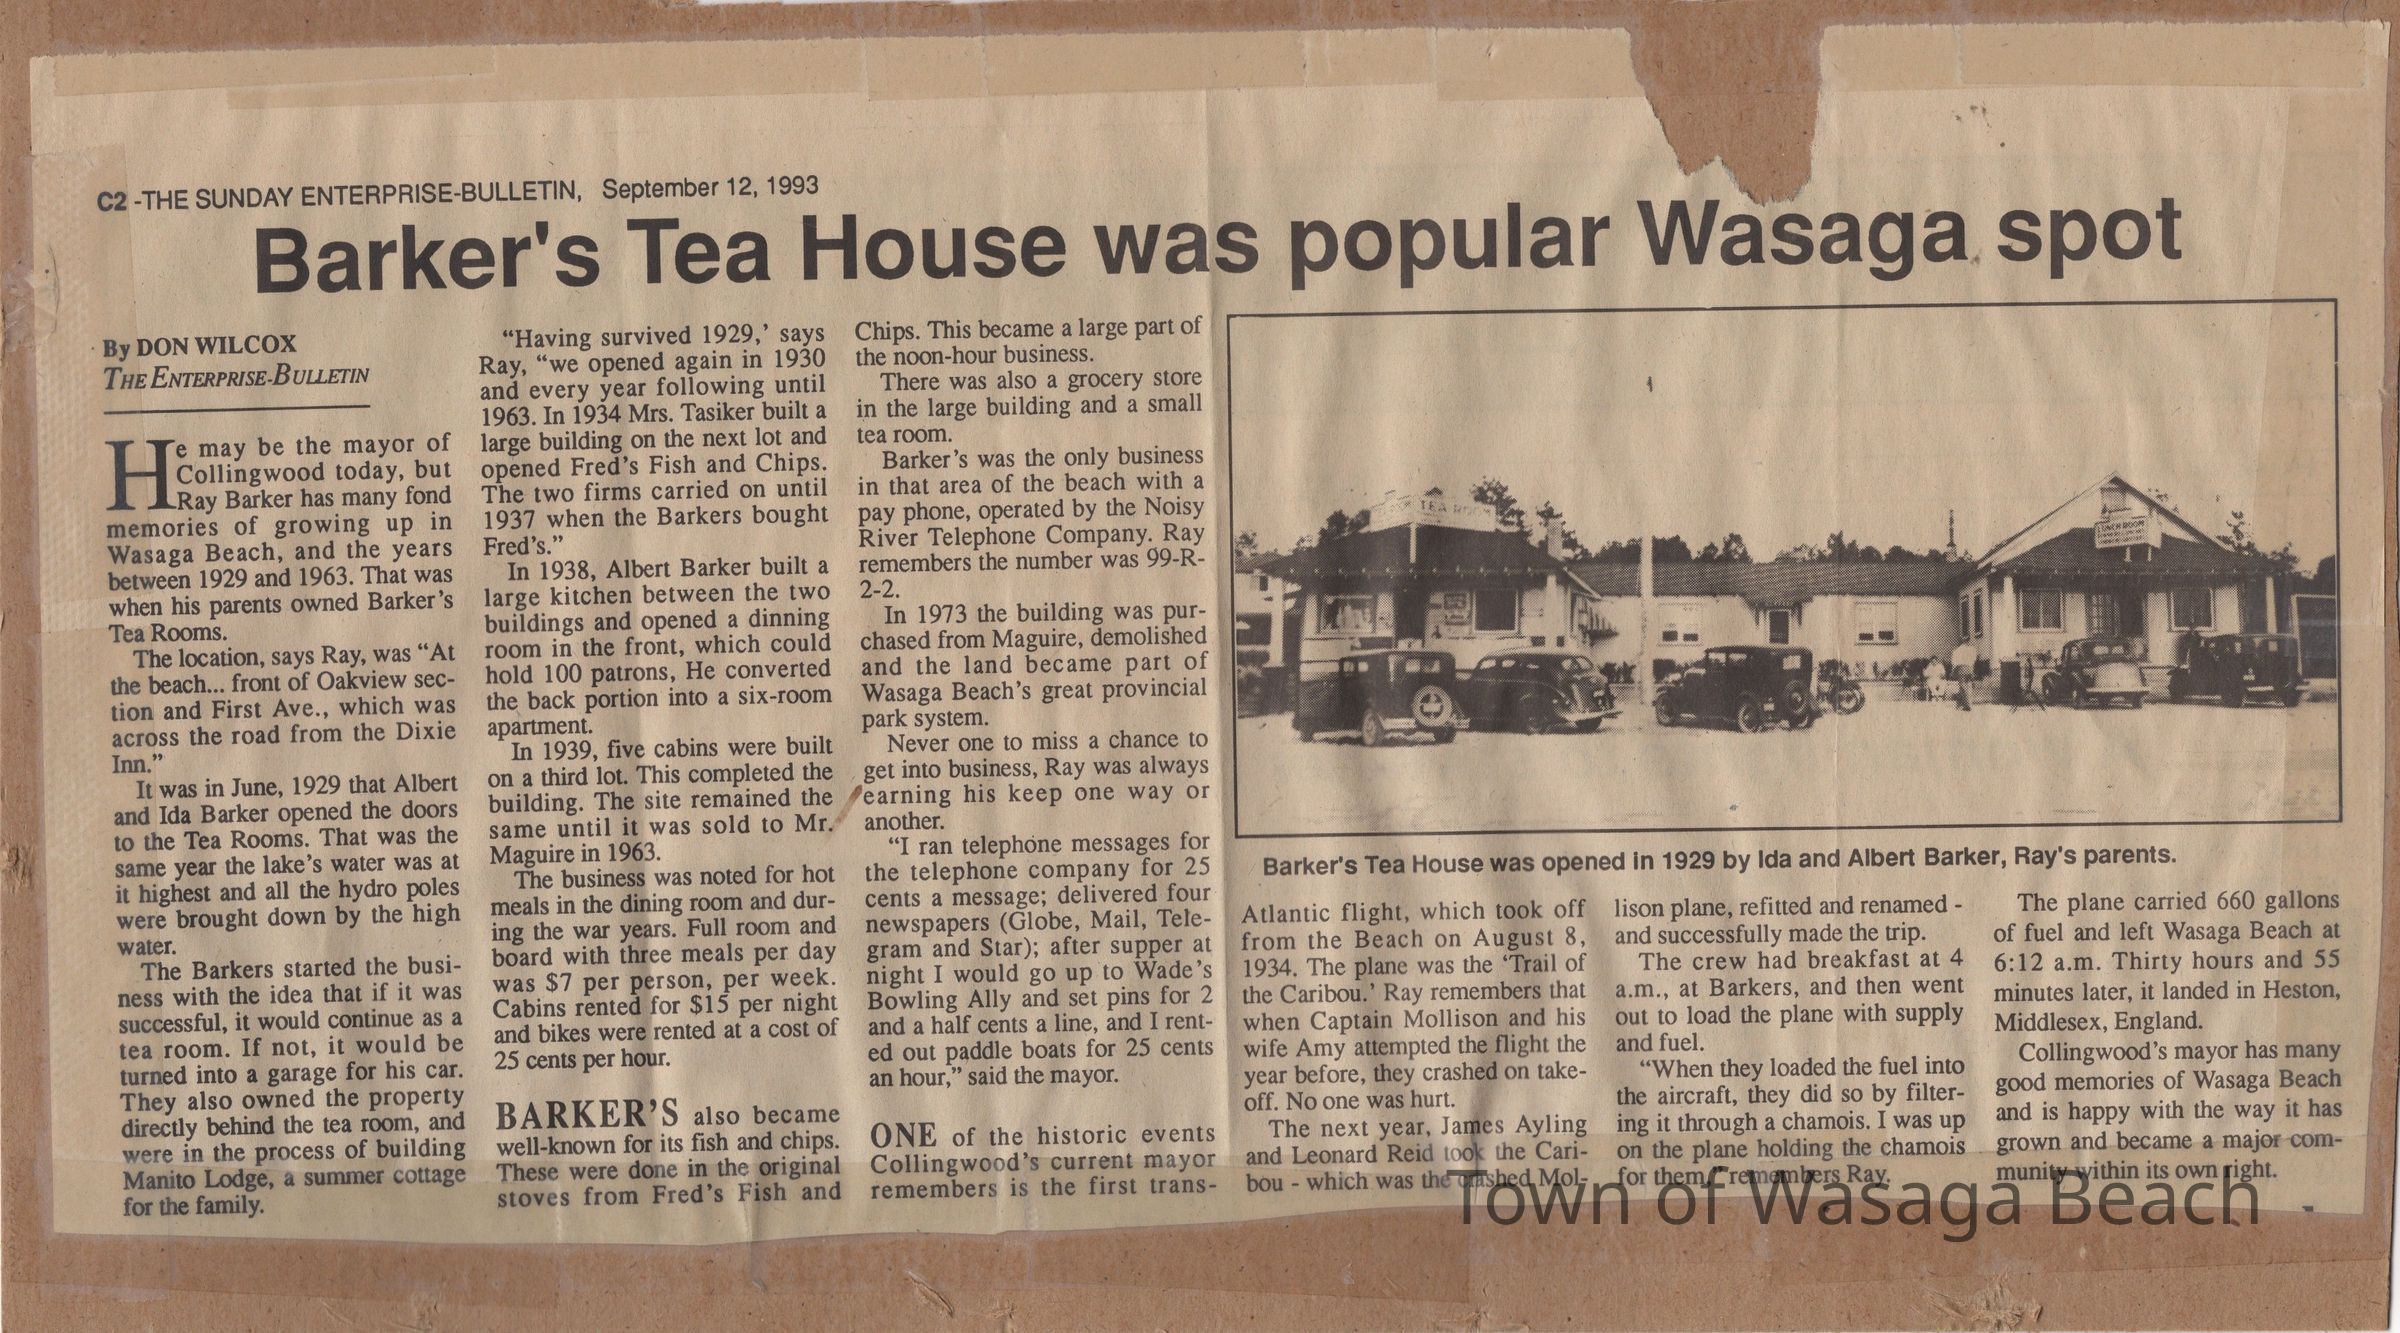 C2 -THE SUNDAY ENTERPRISE-BULLETIN, September 12, 1993
Barker's Tea House was popular Wasaga spot
By DON WILCOX
THE ENTERPRISE-BULLETIN
He may be the mayor of
Collingwood today, but
Ray Barker has many fond
memories of growing up in
Wasaga Beach, and the years
between 1929 and 1963. That was
when his parents owned Barker's
Tea Rooms.
The location, says Ray, was “At
the beach... front of Oakview sec-
tion and First Ave., which was
across the road from the Dixie
Inn.”
It was in June, 1929 that Albert
and Ida Barker opened the doors
to the Tea Rooms. That was the
same year the lake's water was at
it highest and all the hydro poles
were brought down by the high
water.
The Barkers started the busi-
ness with the idea that if it was
successful, it would continue as a
tea room. If not, it would be
turned into a garage for his car.
They also owned the property
directly behind the tea room, and
were in the process of building
Manito Lodge, a summer cottage
for the family.
“Having survived 1929,’ says
Ray, “we opened again in 1930
and every year following until
1963. In 1934 Mrs. Tasiker built a
large building on the next lot and
opened Fred's Fish and Chips.
The two firms carried on until
1937 when the Barkers bought
Fred's.”
In 1938, Albert Barker built a
large kitchen between the two
buildings and opened a dinning
room in the front, which could
hold 100 patrons, He converted
the back portion into a six-room
apartment.
In 1939, five cabins were built
on a third lot. This completed the
building. The site remained the
same until it was sold to Mr.
Maguire in 1963.
The business was noted for hot
meals in the dining room and dur-
ing the war years. Full room and
board with three meals per day
was $7 per person, per week.
Cabins rented for $15 per night
and bikes were rented at a cost of
25 cents per hour.
BARKER'S also became
well-known for its fish and chips.
These were done in the original
stoves from Fred's Fish and
Chips. This became a large part of
the noon-hour business.
There was also a grocery store
in the large building and a small
tea room.
Barker's was the only business
in that area of the beach with a
pay phone, operated by the Noisy
River Telephone Company. Ray
remembers the number was 99-R-
2-2.
In 1973 the building was pur-
chased from Maguire, demolished
and the land became part of
Wasaga Beach's great provincial
park system.
Never one to miss a chance to
get into business, Ray was always
earning his keep one way or
another.
“I ran telephone messages for
the telephone company for 25
cents a message; delivered four
newspapers (Globe, Mail, Tele-
gram and Star); after supper at
night I would go up to Wade's
Bowling Ally and set pins for 2
and a half cents a line, and I rent-
ed out paddle boats for 25 cents
an hour,” said the mayor.
ONE of the historic events
Collingwood's current mayor
remembers is the first trans-
TEA ROOM
LUNCH ROOM
Barker's Tea House was opened in 1929 by Ida and Albert Barker, Ray's parents.
Atlantic flight, which took off
from the Beach on August 8,
1934. The plane was the ‘Trail of
the Caribou.’ Ray remembers that
when Captain Mollison and his
wife Amy attempted the flight the
year before, they crashed on take-
off. No one was hurt.
The next year, James Ayling
and Leonard Reid took the Cari-
bou - which was the crashed Mol-
lison plane, refitted and renamed -
and successfully made the trip.
The crew had breakfast at 4
a.m., at Barkers, and then went
out to load the plane with supply
and fuel.
“When they loaded the fuel into
the aircraft, they did so by filter-
ing it through a chamois. I was up
on the plane holding the chamois
for them,” remembers Ray.
The plane carried 660 gallons
of fuel and left Wasaga Beach at
6:12 a.m. Thirty hours and 55
minutes later, it landed in Heston,
Middlesex, England.
Collingwood's mayor has many
good memories of Wasaga Beach
and is happy with the way it has
grown and became a major com-
munity within its own right.
Town of Wasaga Beach